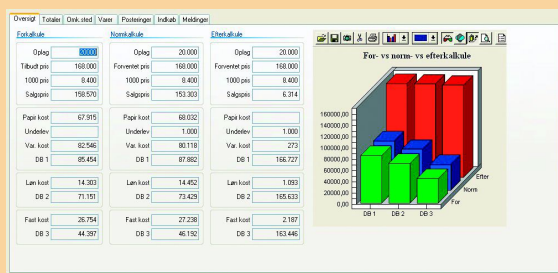 Oversigt Totaler Omk.sted Varer Posteringer Indkøb Meldinger
Forkalkule Normkalkule Efterkalkule
Oplag 20000 Oplag 20.000 Oplag 20.000
Tilbudt pris 168.000 Forventet pris 168.000 Forventet pris 168.000
1000 pris 8.400 1000 pris 8.400 1000 pris 8.400
Salgspris 158.570 Salgspris 153.303 Salgspris 6.314
Papir kost 67.915 Papir kost 68.032 Papir kost
Underlev Underlev 1.000 Underlev 1.000
Var. kost 82.546 Var. kost 80.118 Var. kost 273
DB 1 85.454 DB 1 87.882 DB 1 166.727
Løn kost 14.303 Løn kost 14.452 Løn kost 1.093
DB 2 71.151 DB 2 73.429 DB 2 165.633
Fast kost 26.754 Fast kost 27.238 Fast kost 2.187
DB 3 44.397 DB 3 46.192 DB 3 163.446
For- vs norm- vs efterkalkule
160000,00
140000,00
120000,00
100000,00
80000,00
60000,00
40000,00
20000,00
0,00
DB 1 DB 2 DB 3
For
Norm
Efter